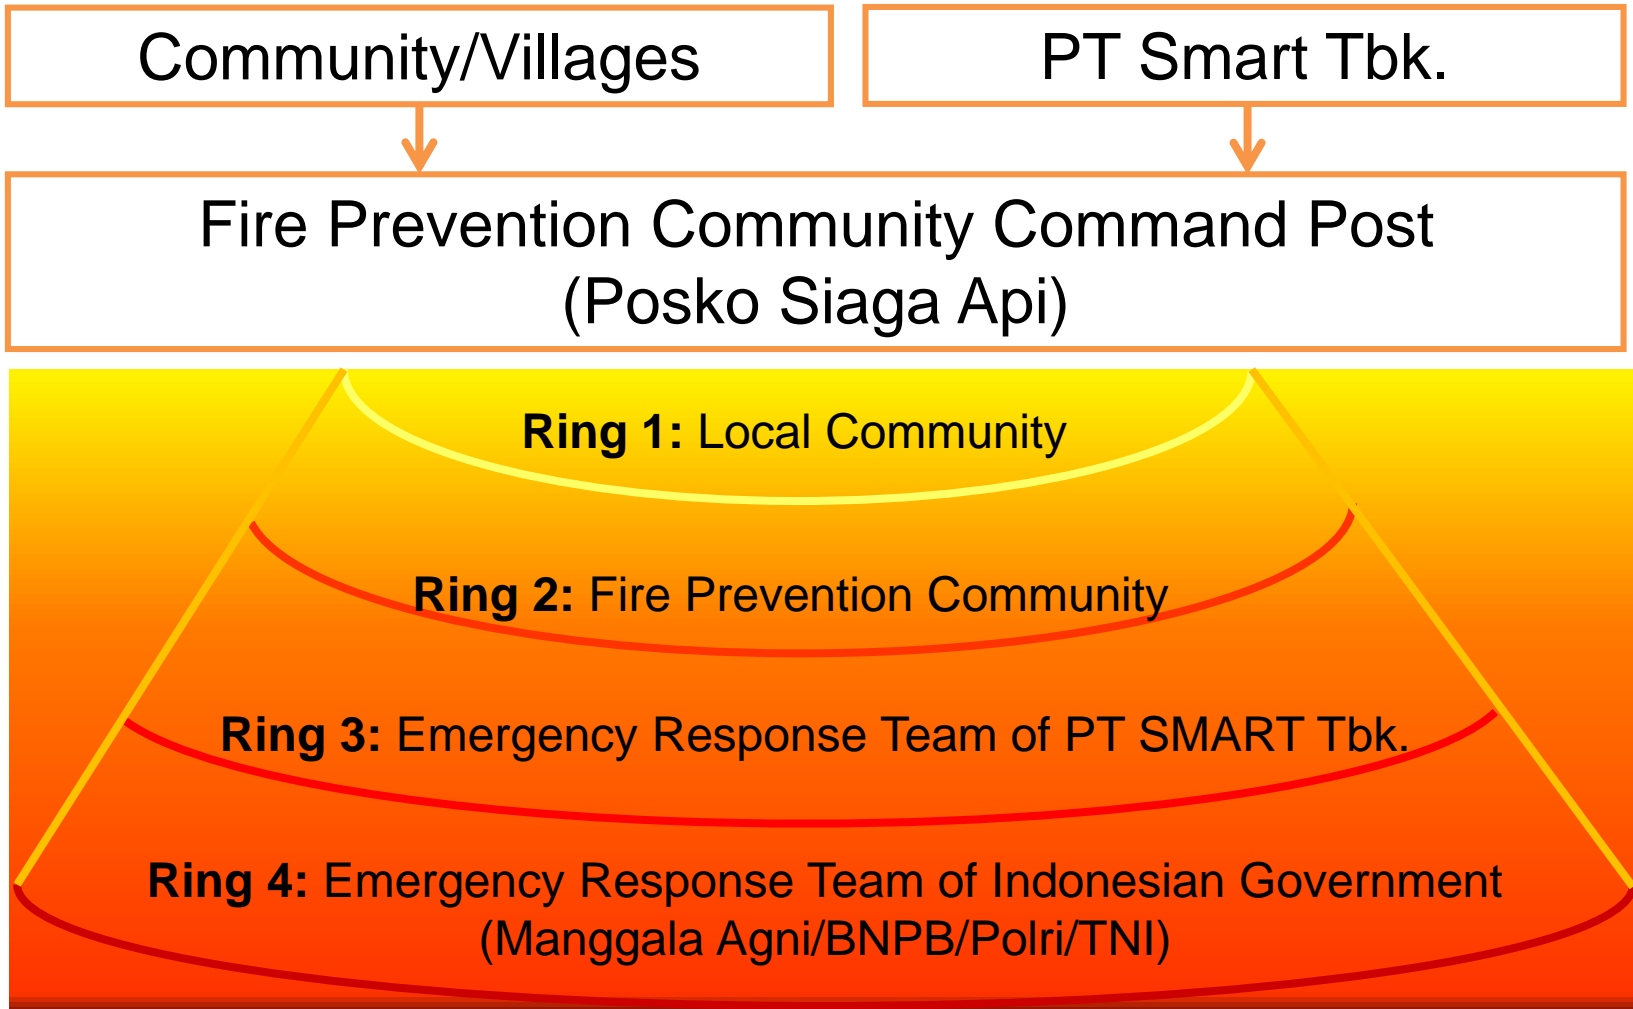 Community/Villages
PT Smart Tbk.
Fire Prevention Community Command Post
(Posko Siaga Api)
Ring 1: Local Community
Ring 2: Fire Prevention Community
Ring 3: Emergency Response Team of PT SMART Tbk.
Ring 4: Emergency Response Team of Indonesian Government
(Manggala Agni/BNPB/Polri/TNI)